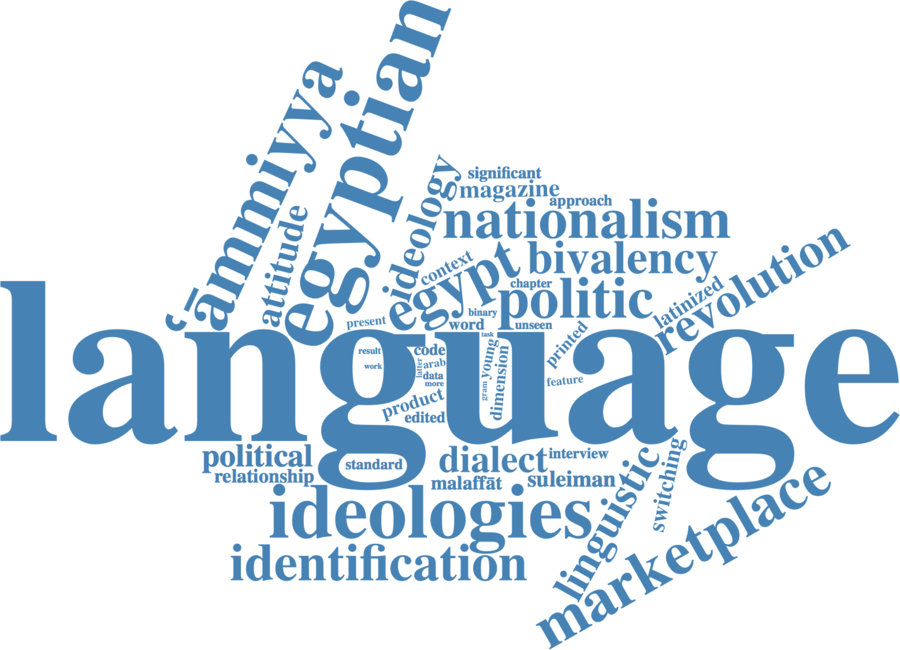 egyptian
ʿāmmiyya
ideology
significant
magazine
approach
attitude
nationalism
context
egypt
bivalency
revolution
chapter
politic
latinized
binary
present
word
unseen
task
printed
language
result
code
young
dimension
work
latter
arab
data
more
gram
feature
product
edited
political
standard
dialect
interview
relationship
malaffāt
suleiman
linguistic
switching
ideologies
marketplace
identification